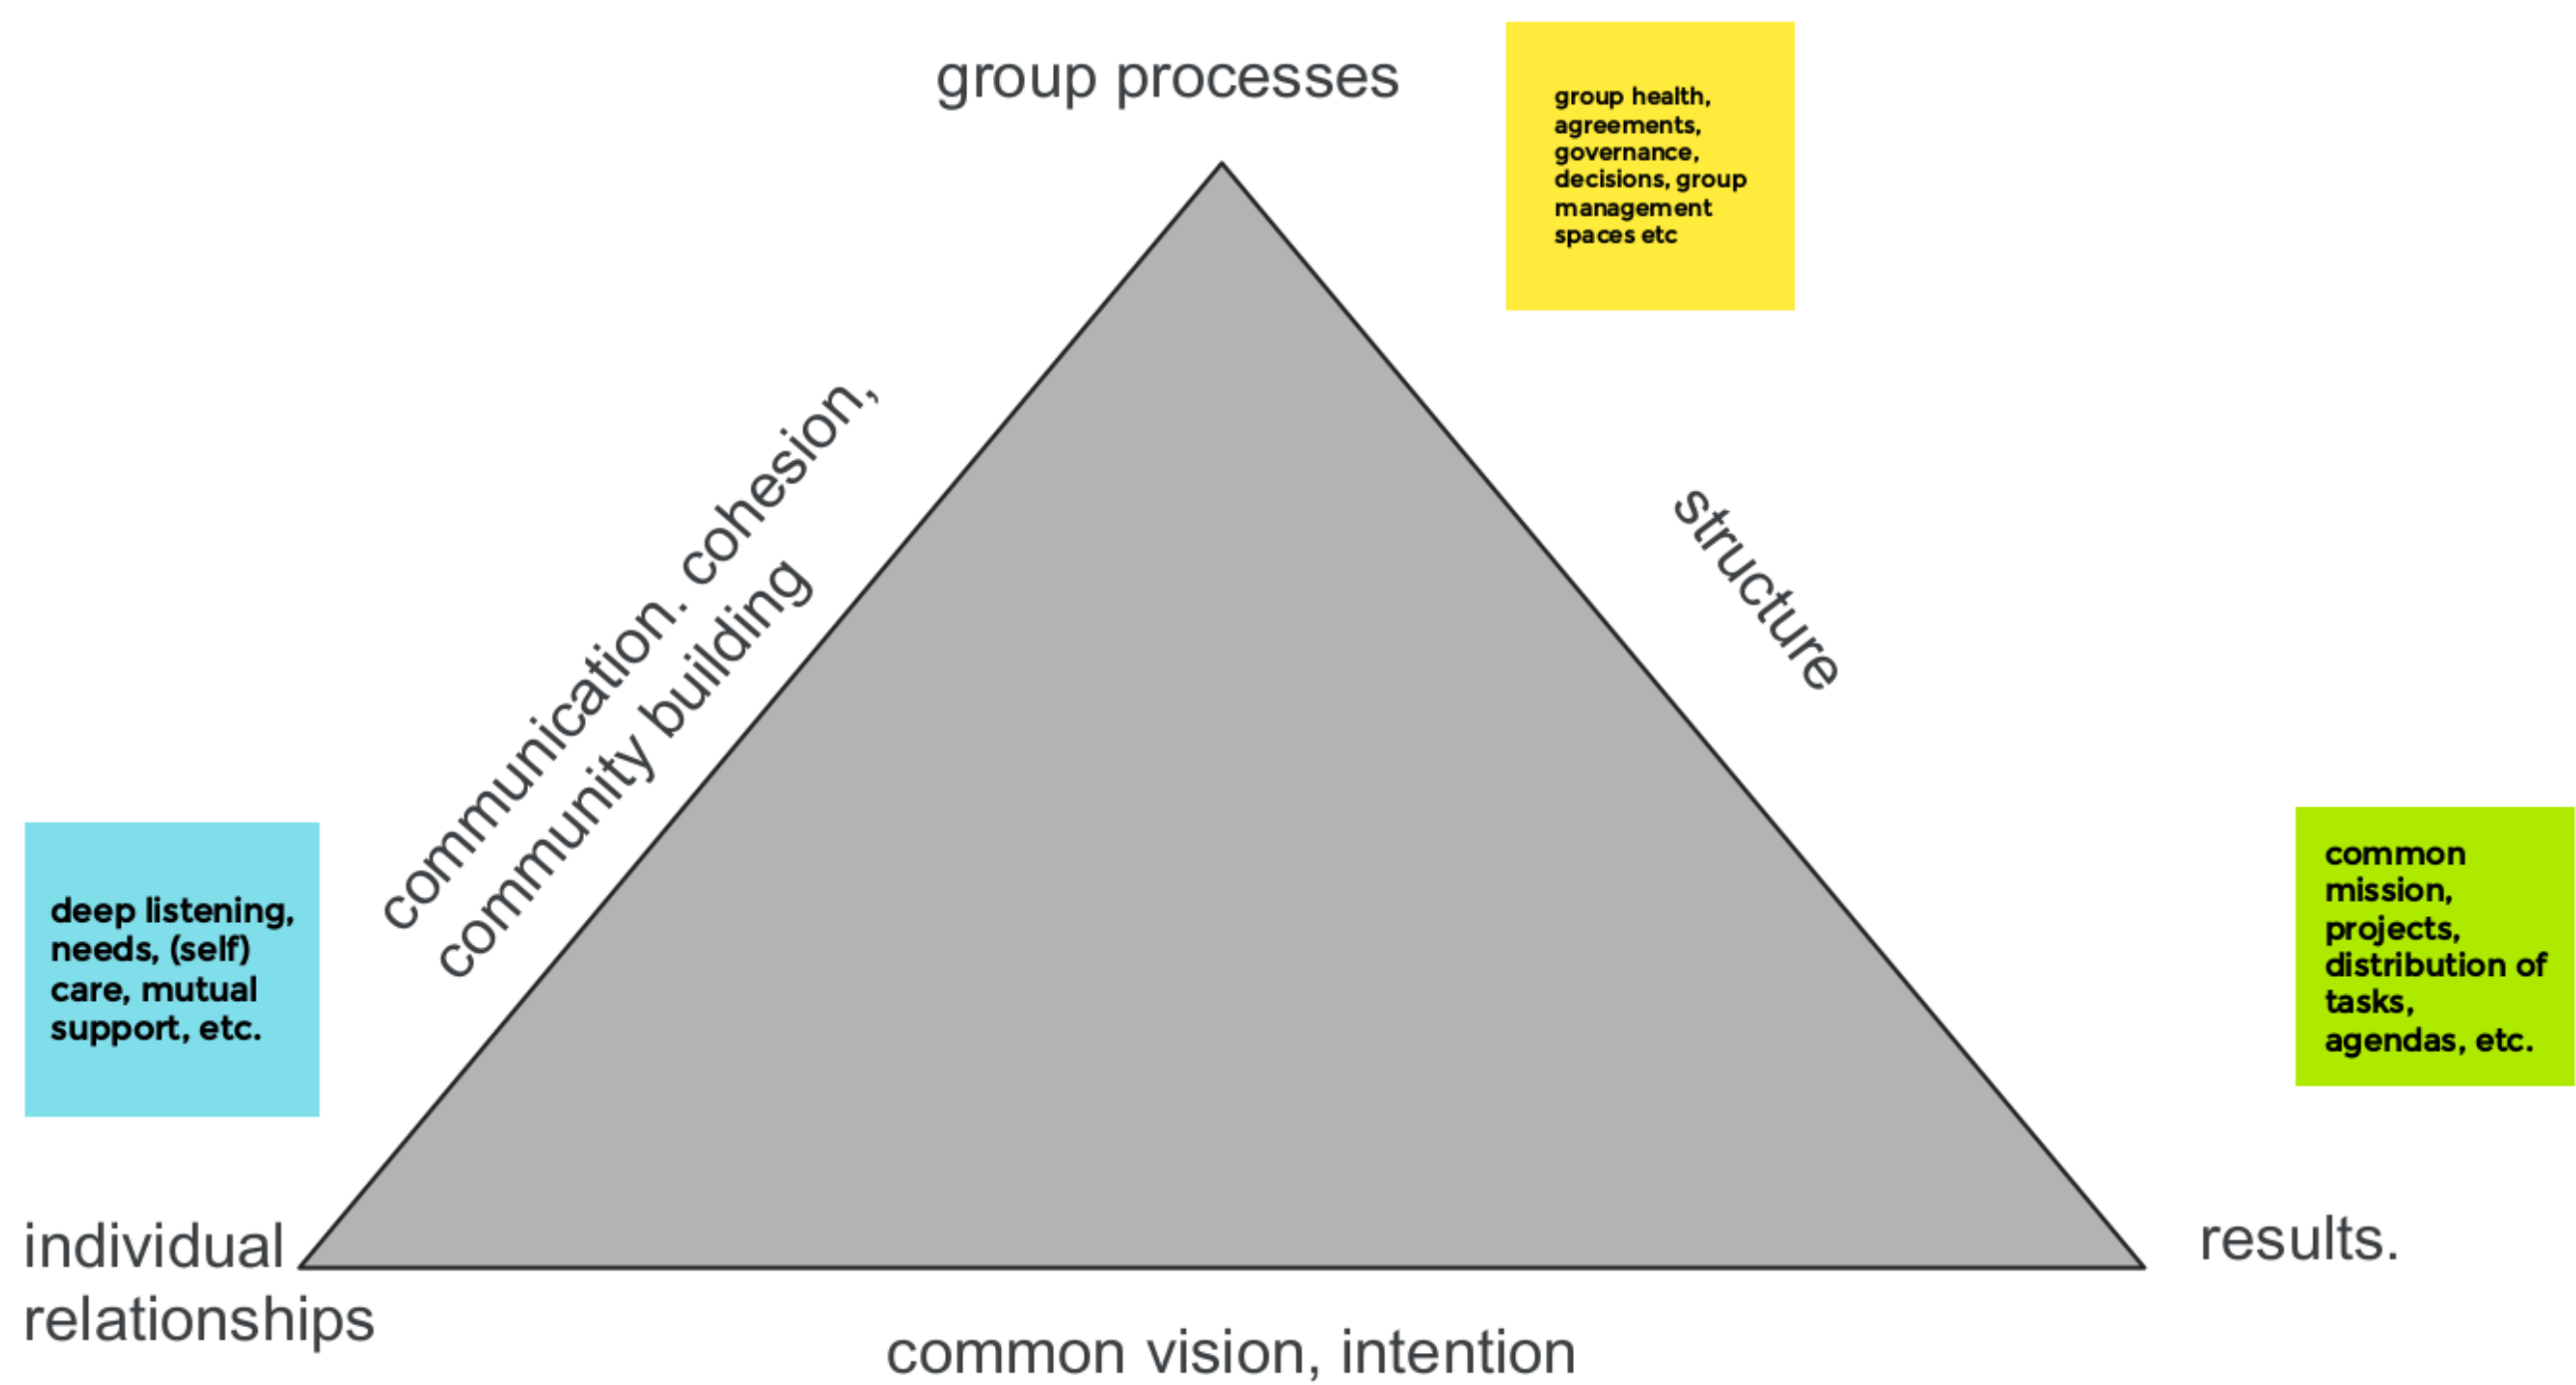 group processes
group health,
agreements,
governance,
decisions, group
management
spaces etc
communication. cohesion,
community building
structure
deep listening,
needs, (self)
care, mutual
support, etc.
common
mission,
projects,
distribution of
tasks,
agendas, etc.
individual
relationships
results.
common vision, intention